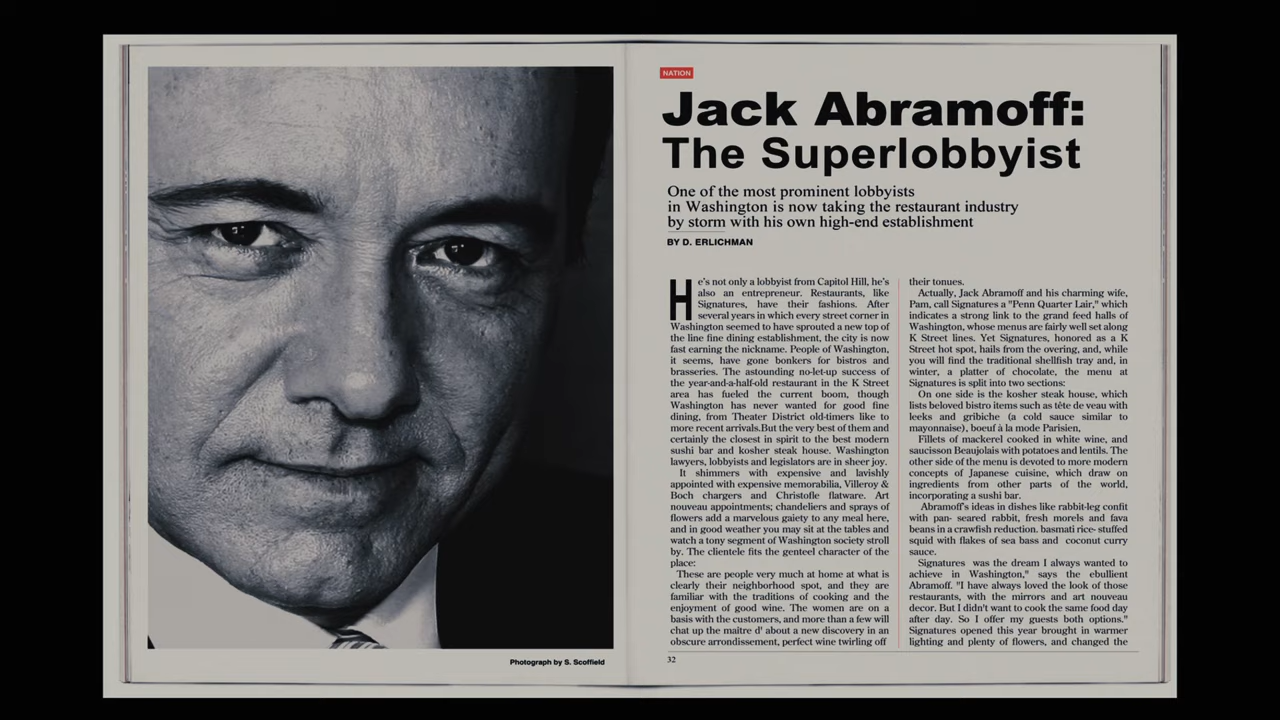 NATION
Jack Abramoff:
The Superlobbyist
One of the most prominent lobbyists
in Washington is now taking the restaurant industry
by storm with his own high-end establishment
BY D. ERLICHMAN
He's not only a lobbyist from Capitol Hill, he's
also an entrepreneur. Restaurants, like
Signatures, have their fashions. After
several years in which every street corner in
Washington seemed to have sprouted a new top of
the line fine dining establishment, the city is now
fast earning the nickname. People of Washington,
it seems, have gone bonkers for bistros and
brasseries. The astounding no-let-up success of
the year-and-a-half-old restaurant in the K Street
area has fueled the current boom, though
Washington has never wanted for good fine
dining, from Theater District old-timers like to
more recent arrivals.But the very best of them and
certainly the closest in spirit to the best modern
sushi bar and kosher steak house. Washington
lawyers, lobbyists and legislators are in sheer joy.
It shimmers with expensive and lavishly
appointed with expensive memorabilia, Villeroy &
Boch chargers and Christofle flatware. Art
nouveau appointments; chandeliers and sprays of
flowers add a marvelous gaiety to any meal here,
and in good weather you may sit at the tables and
watch a tony segment of Washington society stroll
by. The clientele fits the genteel character of the
place:
These are people very much at home at what is
clearly their neighborhood spot, and they are
familiar with the traditions of cooking and the
enjoyment of good wine. The women are on a
basis with the customers, and more than a few will
chat up the maitre d' about a new discovery in an
obscure arrondissement, perfect wine twirling off
their tonues.
Actually, Jack Abramoff and his charming wife,
Pam, call Signatures a "Penn Quarter Lair," which
indicates a strong link to the grand feed halls of
Washington, whose menus are fairly well set along
K Street lines. Yet Signatures, honored as a K
Street hot spot, hails from the overing, and, while
you will find the traditional shellfish tray and, in
winter, a platter of chocolate, the menu at
Signatures is split into two sections:
On one side is the kosher steak house, which
lists beloved bistro items such as tête de veau with
leeks and gribiche (a cold sauce similar to
mayonnaise), boeuf à la mode Parisien,
Fillets of mackerel cooked in white wine, and
saucisson Beaujolais with potatoes and lentils. The
other side of the menu is devoted to more modern
concepts of Japanese cuisine, which draw on
ingredients from other parts of the world,
incorporating a sushi bar.
Abramoff's ideas in dishes like rabbit-leg confit
with pan- seared rabbit, fresh morels and fava
beans in a crawfish reduction. basmati rice- stuffed
squid with flakes of sea bass and coconut curry
sauce.
Signatures was the dream I always wanted to
achieve in Washington," says the ebullient
Abramoff. "I have always loved the look of those
restaurants, with the mirrors and art nouveau
decor. But I didn't want to cook the same food day
after day. So I offer my guests both options."
Signatures opened this year brought in warmer
lighting and plenty of flowers, and changed the
Photograph by S. Scoffield
32